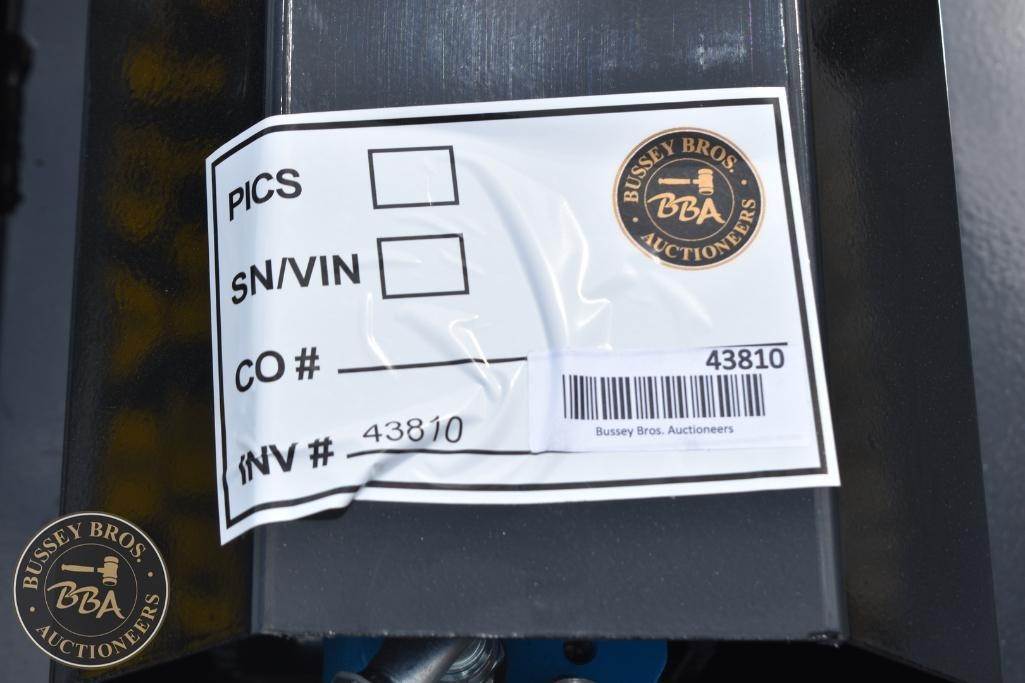 PICS
BUSSEY BROS.
BBA
AUCTIONEERS
SN/VIN
CO #
43810
Bussey Bros. Auctioneers
INV # 43810
BUSSEY BROS.
BBA
AUCTIONEERS